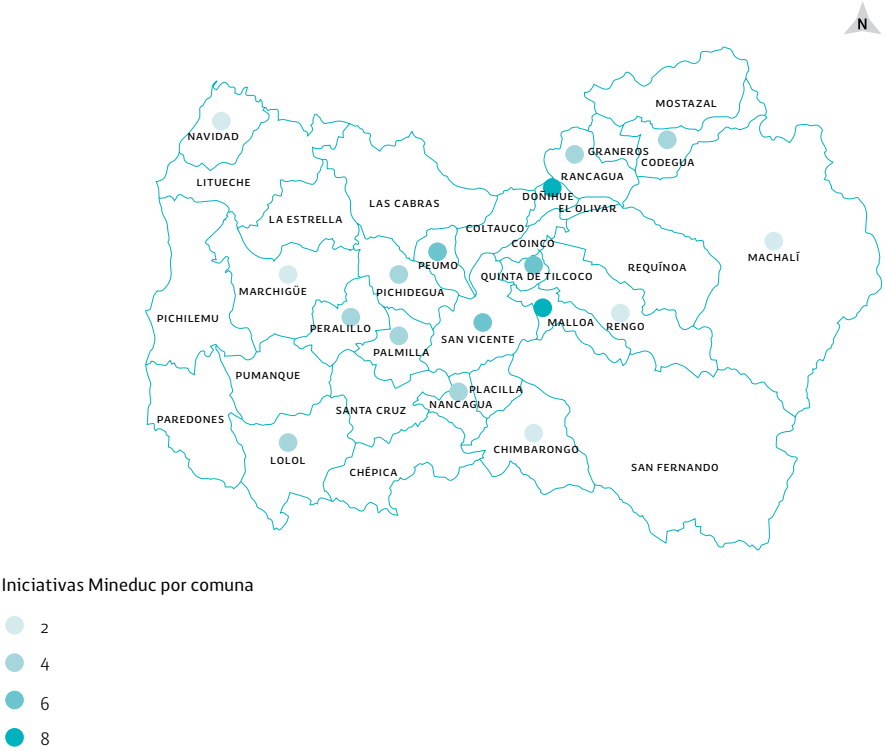 N
MOSTAZAL
NAVIDAD
GRANEROS
CODEGUA
RANCAGUA
LITUECHE
DOÑIHUE
LAS CABRAS
EL OLIVAR
LA ESTRELLA
COLTAUCO
COINCO
MACHALÍ
PEUMO
REQUÍNOA
QUINTA DE TILCOCO
MARCHIGÜE
PICHIDEGUA
PICHILEMU
MALLOA
RENGO
PERALILLO
SAN VICENTE
PALMILLA
PUMANQUE
PLACILLA
NANCAGUA
SANTA CRUZ
PAREDONES
CHIMBARONGO
LOLOL
SAN FERNANDO
CHÉPICA
Iniciativas Mineduc por comuna
2
4
6
8